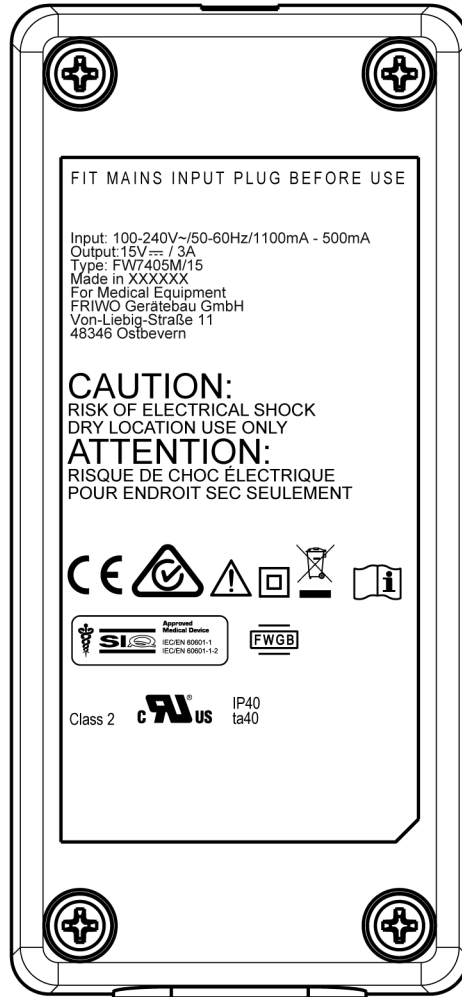 FIT MAINS INPUT PLUG BEFORE USE
Input: 100-240V~/50-60Hz/1100mA - 500mA
Output:15V⎓ / 3A
Type: FW7405M/15
Made in XXXXXX
For Medical Equipment
FRIWO Gerätebau GmbH
Von-Liebig-Straße 11
48346 Ostbevern
CAUTION:
RISK OF ELECTRICAL SHOCK
DRY LOCATION USE ONLY
ATTENTION:
RISQUE DE CHOC ÉLECTRIQUE
POUR ENDROIT SEC SEULEMENT
CE
SIQ
Approved
Medical Device
IEC/EN 60601-1
IEC/EN 60601-1-2
FWGB
Class 2
c RU US
IP40
ta40